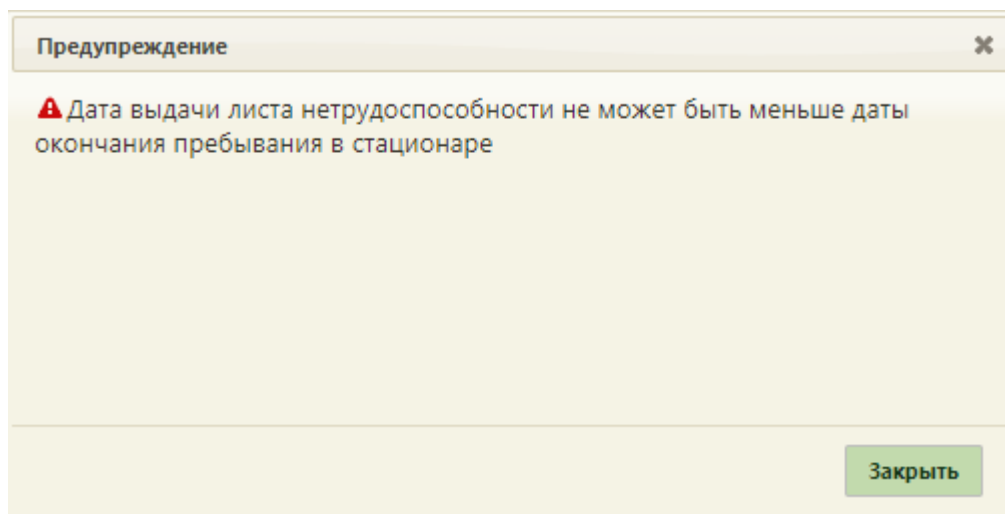 Предупреждение
Дата выдачи листа нетрудоспособности не может быть меньше даты
окончания пребывания в стационаре
Закрыть